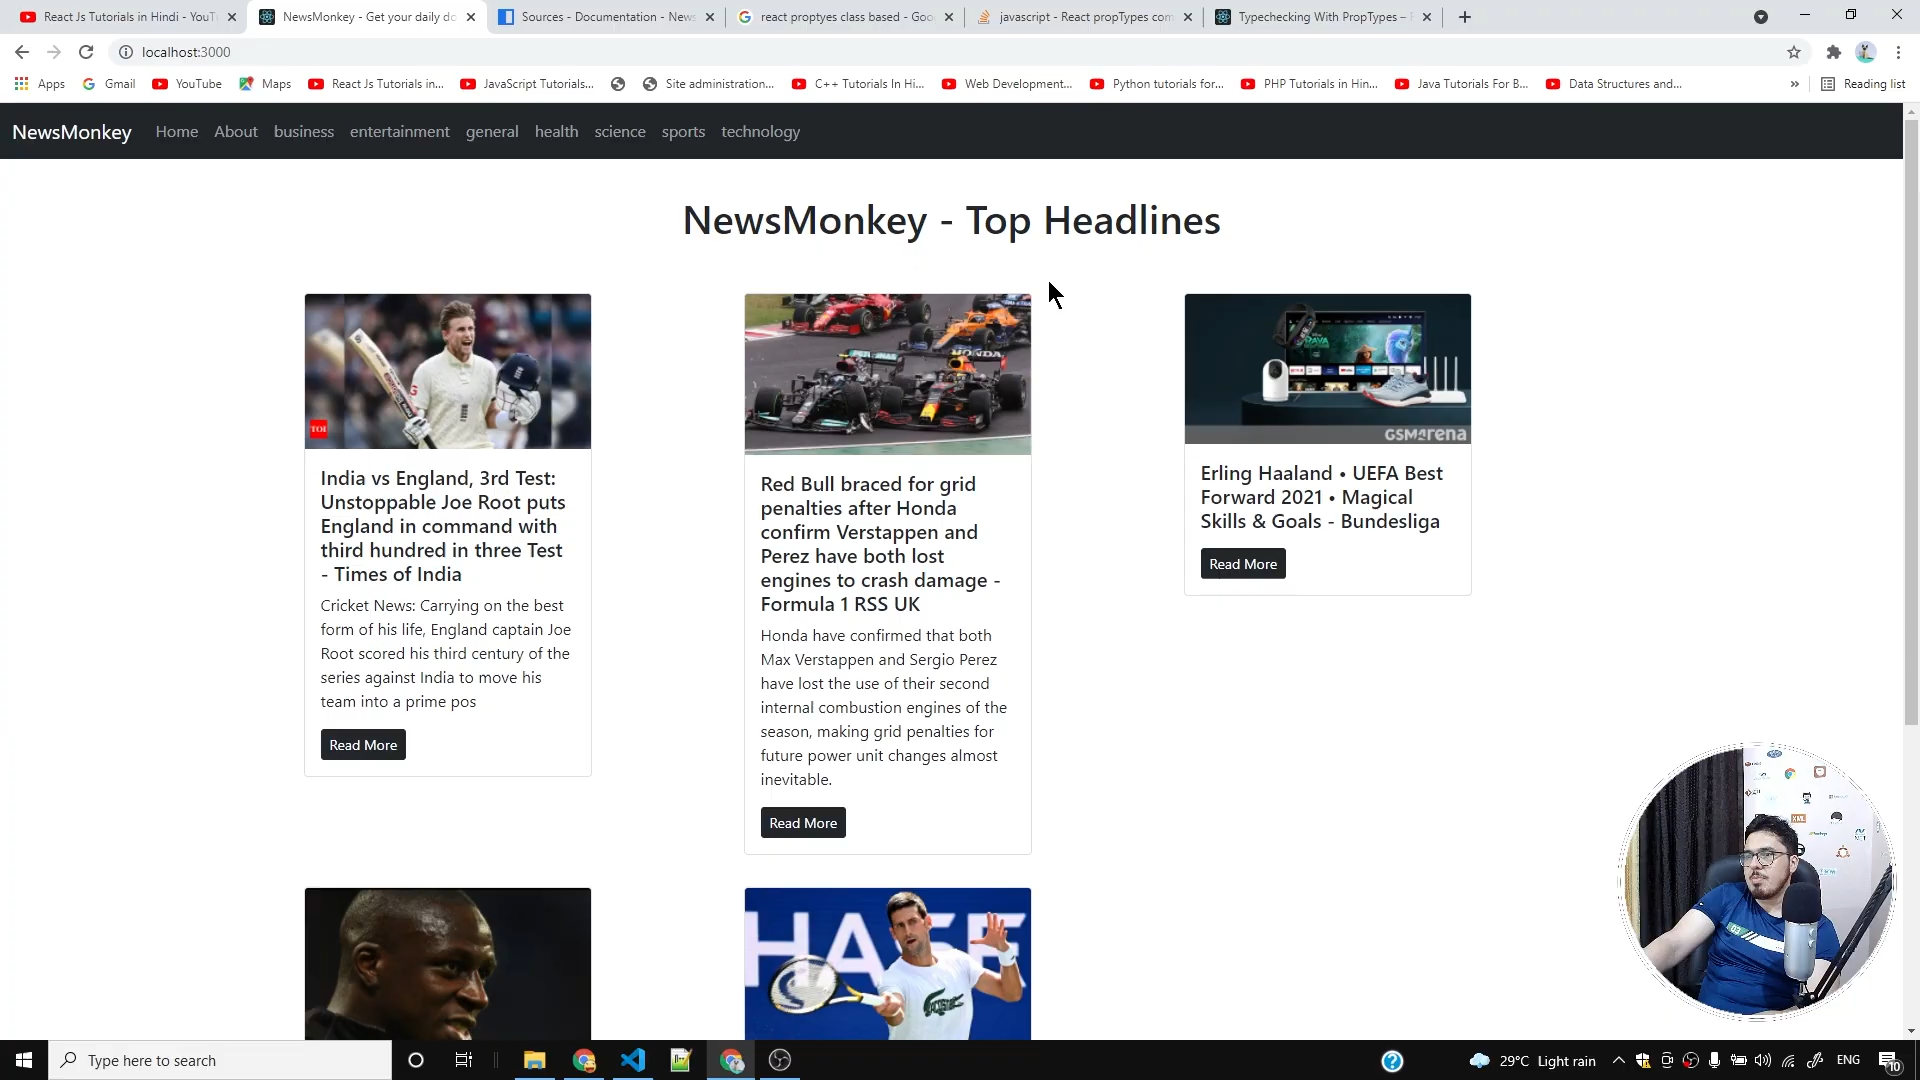 React Js Tutorials in Hindi - YouT
NewsMonkey - Get your daily do
Sources - Documentation - News
react proptyes class based - Goo
javascript - React propTypes com
Typechecking With PropTypes –
localhost:3000
Apps
Gmail
YouTube
Maps
React Js Tutorials in...
JavaScript Tutorials...
Site administration...
C++ Tutorials In Hi...
Web Development...
Python tutorials for...
PHP Tutorials in Hin...
Java Tutorials For B...
Data Structures and...
»
Reading list
NewsMonkey Home About business entertainment general health science sports technology
NewsMonkey - Top Headlines
TOI
India vs England, 3rd Test:
Unstoppable Joe Root puts
England in command with
third hundred in three Test
- Times of India
Cricket News: Carrying on the best
form of his life, England captain Joe
Root scored his third century of the
series against India to move his
team into a prime pos
Read More
HONDA
Red Bull braced for grid
penalties after Honda
confirm Verstappen and
Perez have both lost
engines to crash damage -
Formula 1 RSS UK
Honda have confirmed that both
Max Verstappen and Sergio Perez
have lost the use of their second
internal combustion engines of the
season, making grid penalties for
future power unit changes almost
inevitable.
Read More
GSMArena
Erling Haaland • UEFA Best
Forward 2021 • Magical
Skills & Goals - Bundesliga
Read More
HASE
XML
Type here to search
29°C Light rain
ENG
10